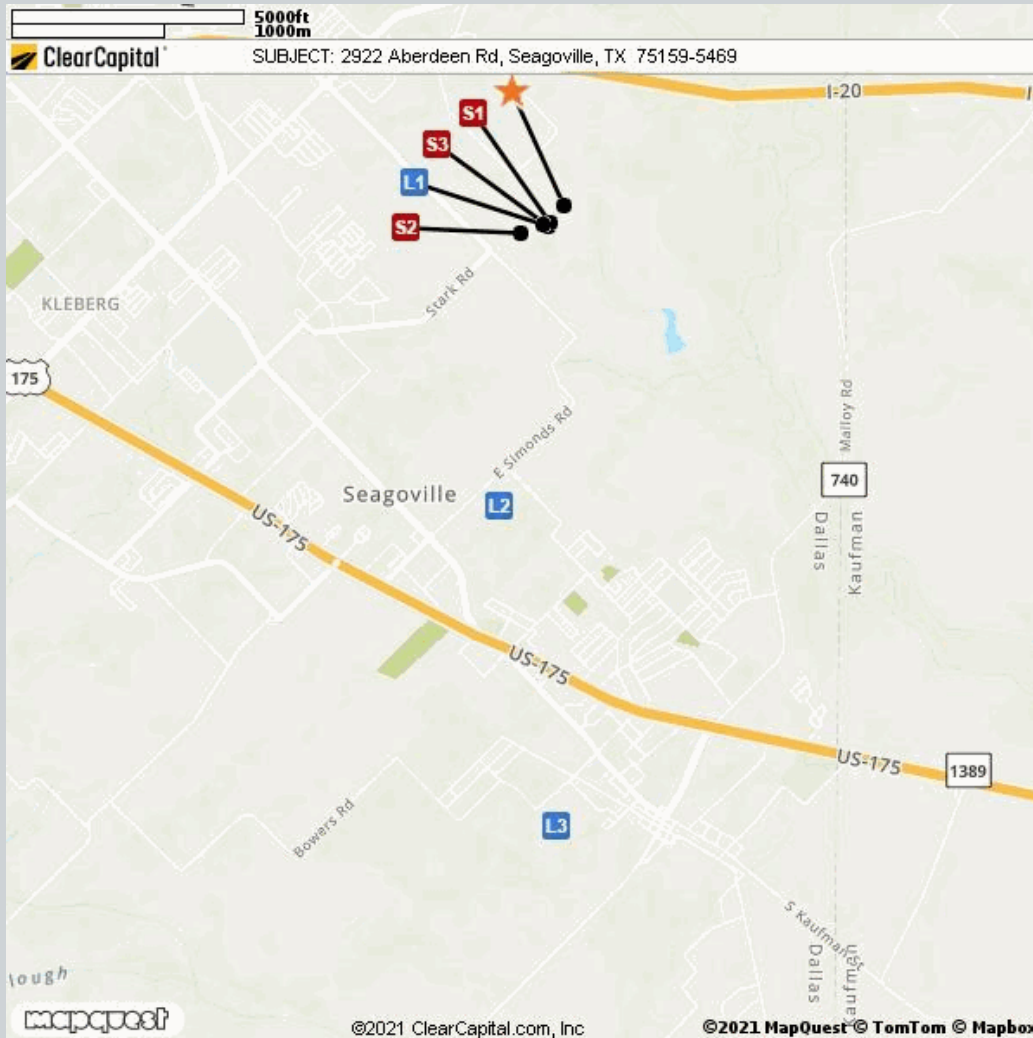 5000ft
1000m
ClearCapital
SUBJECT: 2922 Aberdeen Rd, Seagoville, TX 75159-5469
I-20
S1
S3
L1
S2
Stark Rd
KLEBERG
175
Malloy Rd
E Simonds Rd
740
Seagoville
L2
US-175
Dallas
Kaufman
US-175
US-175
1389
L3
Bowers Rd
S Kaufman St
Dallas
Kaufman
lough
mapquest
©2021 ClearCapital.com, Inc
©2021 MapQuest © TomTom © Mapbox